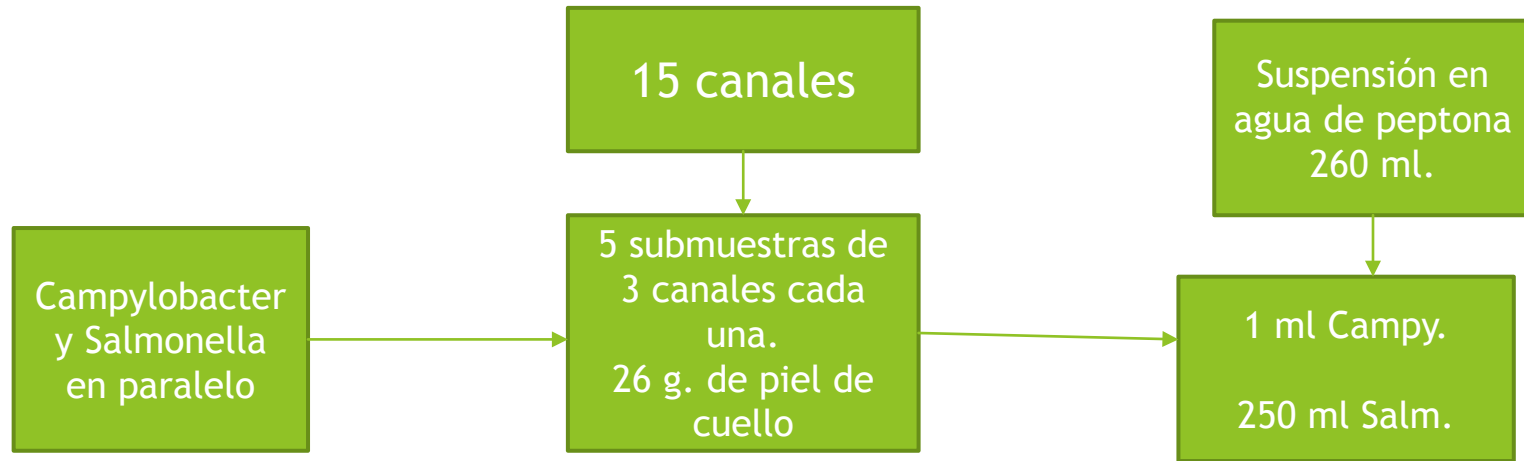 15 canales
Suspensión en
agua de peptona
260 ml.
Campylobacter
y Salmonella
en paralelo
5 submuestras de
3 canales cada
una.
26 g. de piel de
cuello
1 ml Campy.
250 ml Salm.